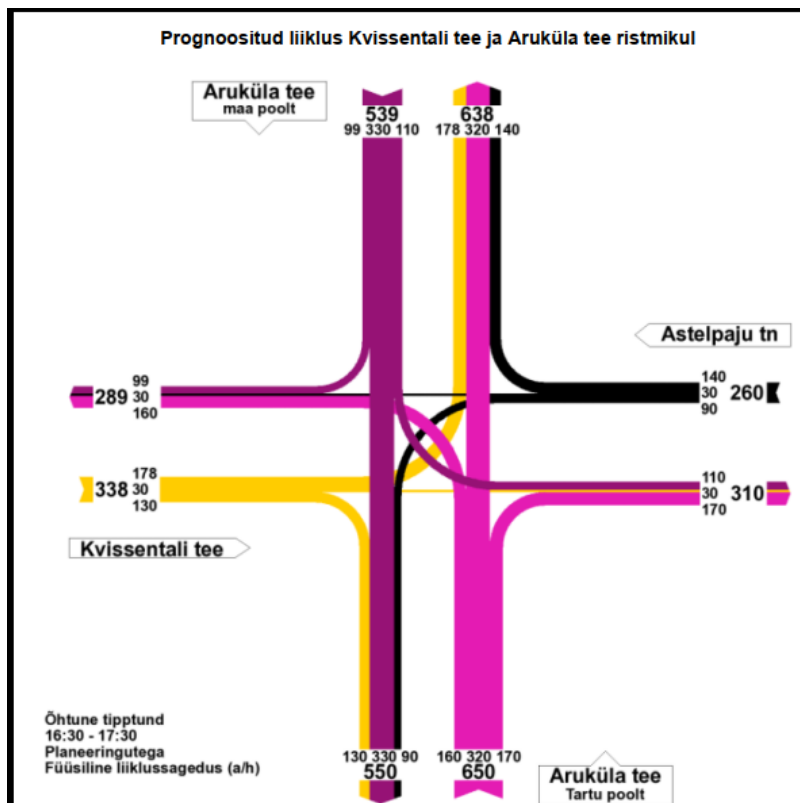 Prognoositud liiklus Kvissentali tee ja Aruküla tee ristmikul
Aruküla tee
maa poolt
539
99 330 110
638
178 320 140
Astelpaju tn
289
99
30
160
140
30
90
260
338
178
30
130
110
30
170
310
Kvissentali tee
Õhtune tipptund
16:30 - 17:30
Planeeringutega
Füüsiline liiklussagedus (a/h)
130 330 90
550
160 320 170
650
Aruküla tee
Tartu poolt